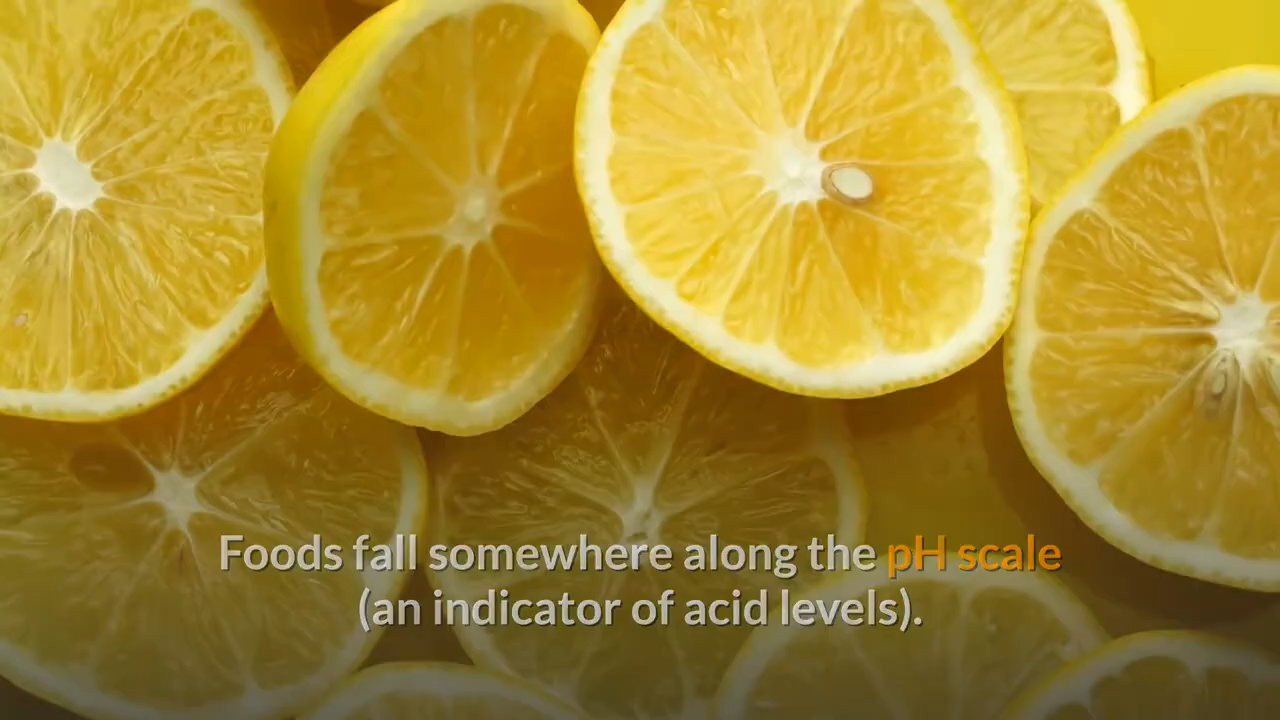 Foods fall somewhere along the pH scale
(an indicator of acid levels).